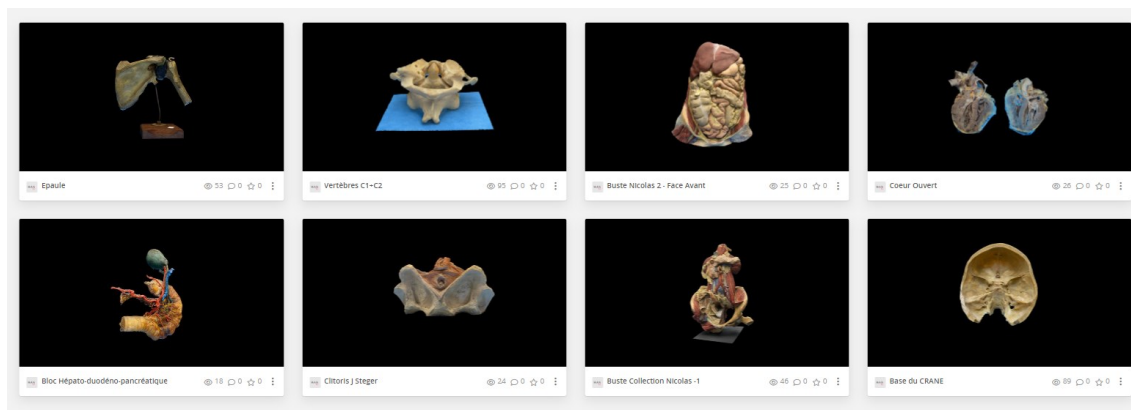 Epaule 53 0 0
Vertèbres C1+C2 95 0 0
Buste Nicolas 2 - Face Avant 25 0 0
Coeur Ouvert 26 0 0
Bloc Hépato-duodéno-pancréatique 18 0 0
Clitoris J Steger 24 0 0
Buste Collection Nicolas -1 46 0 0
Base du CRANE 89 0 0